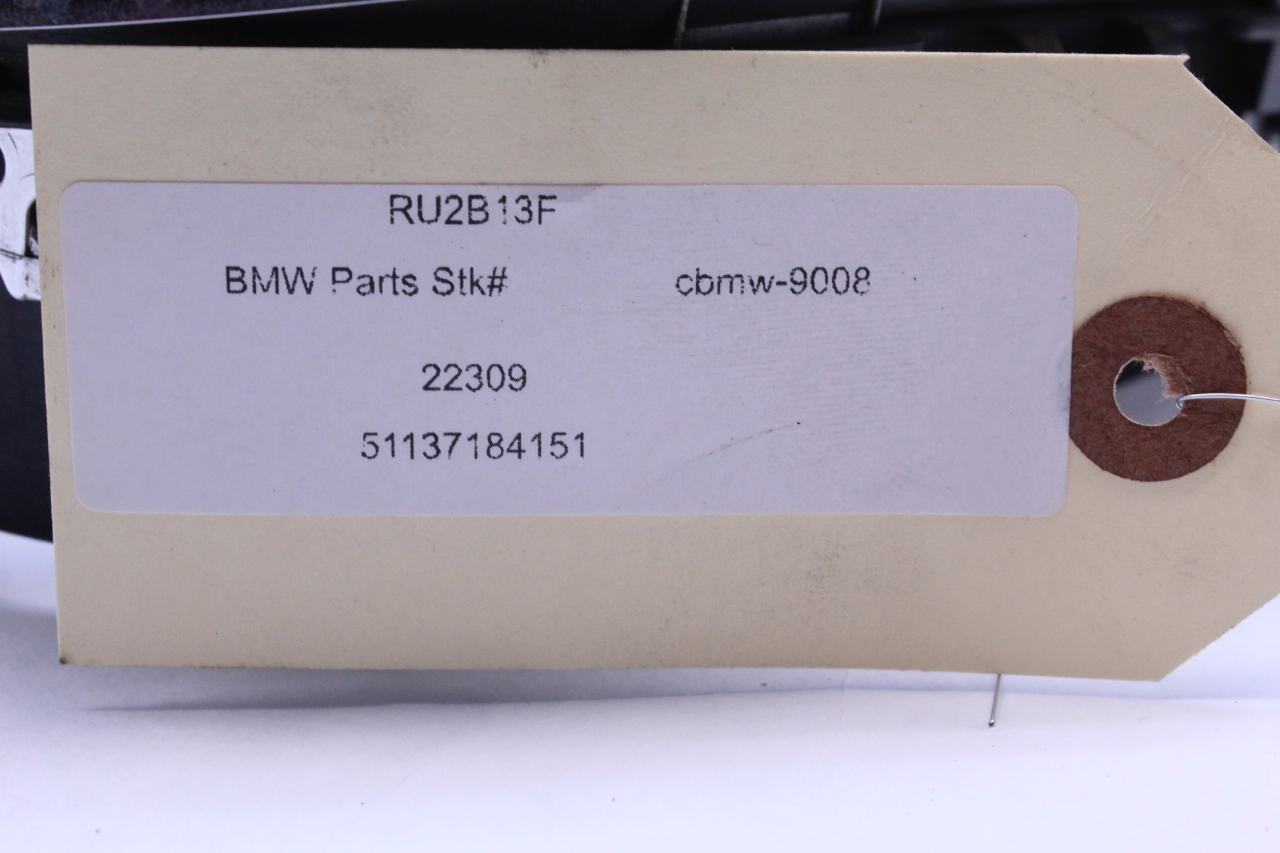 RU2B13F
BMW Parts Stk# cbmw-9008
22309
51137184151